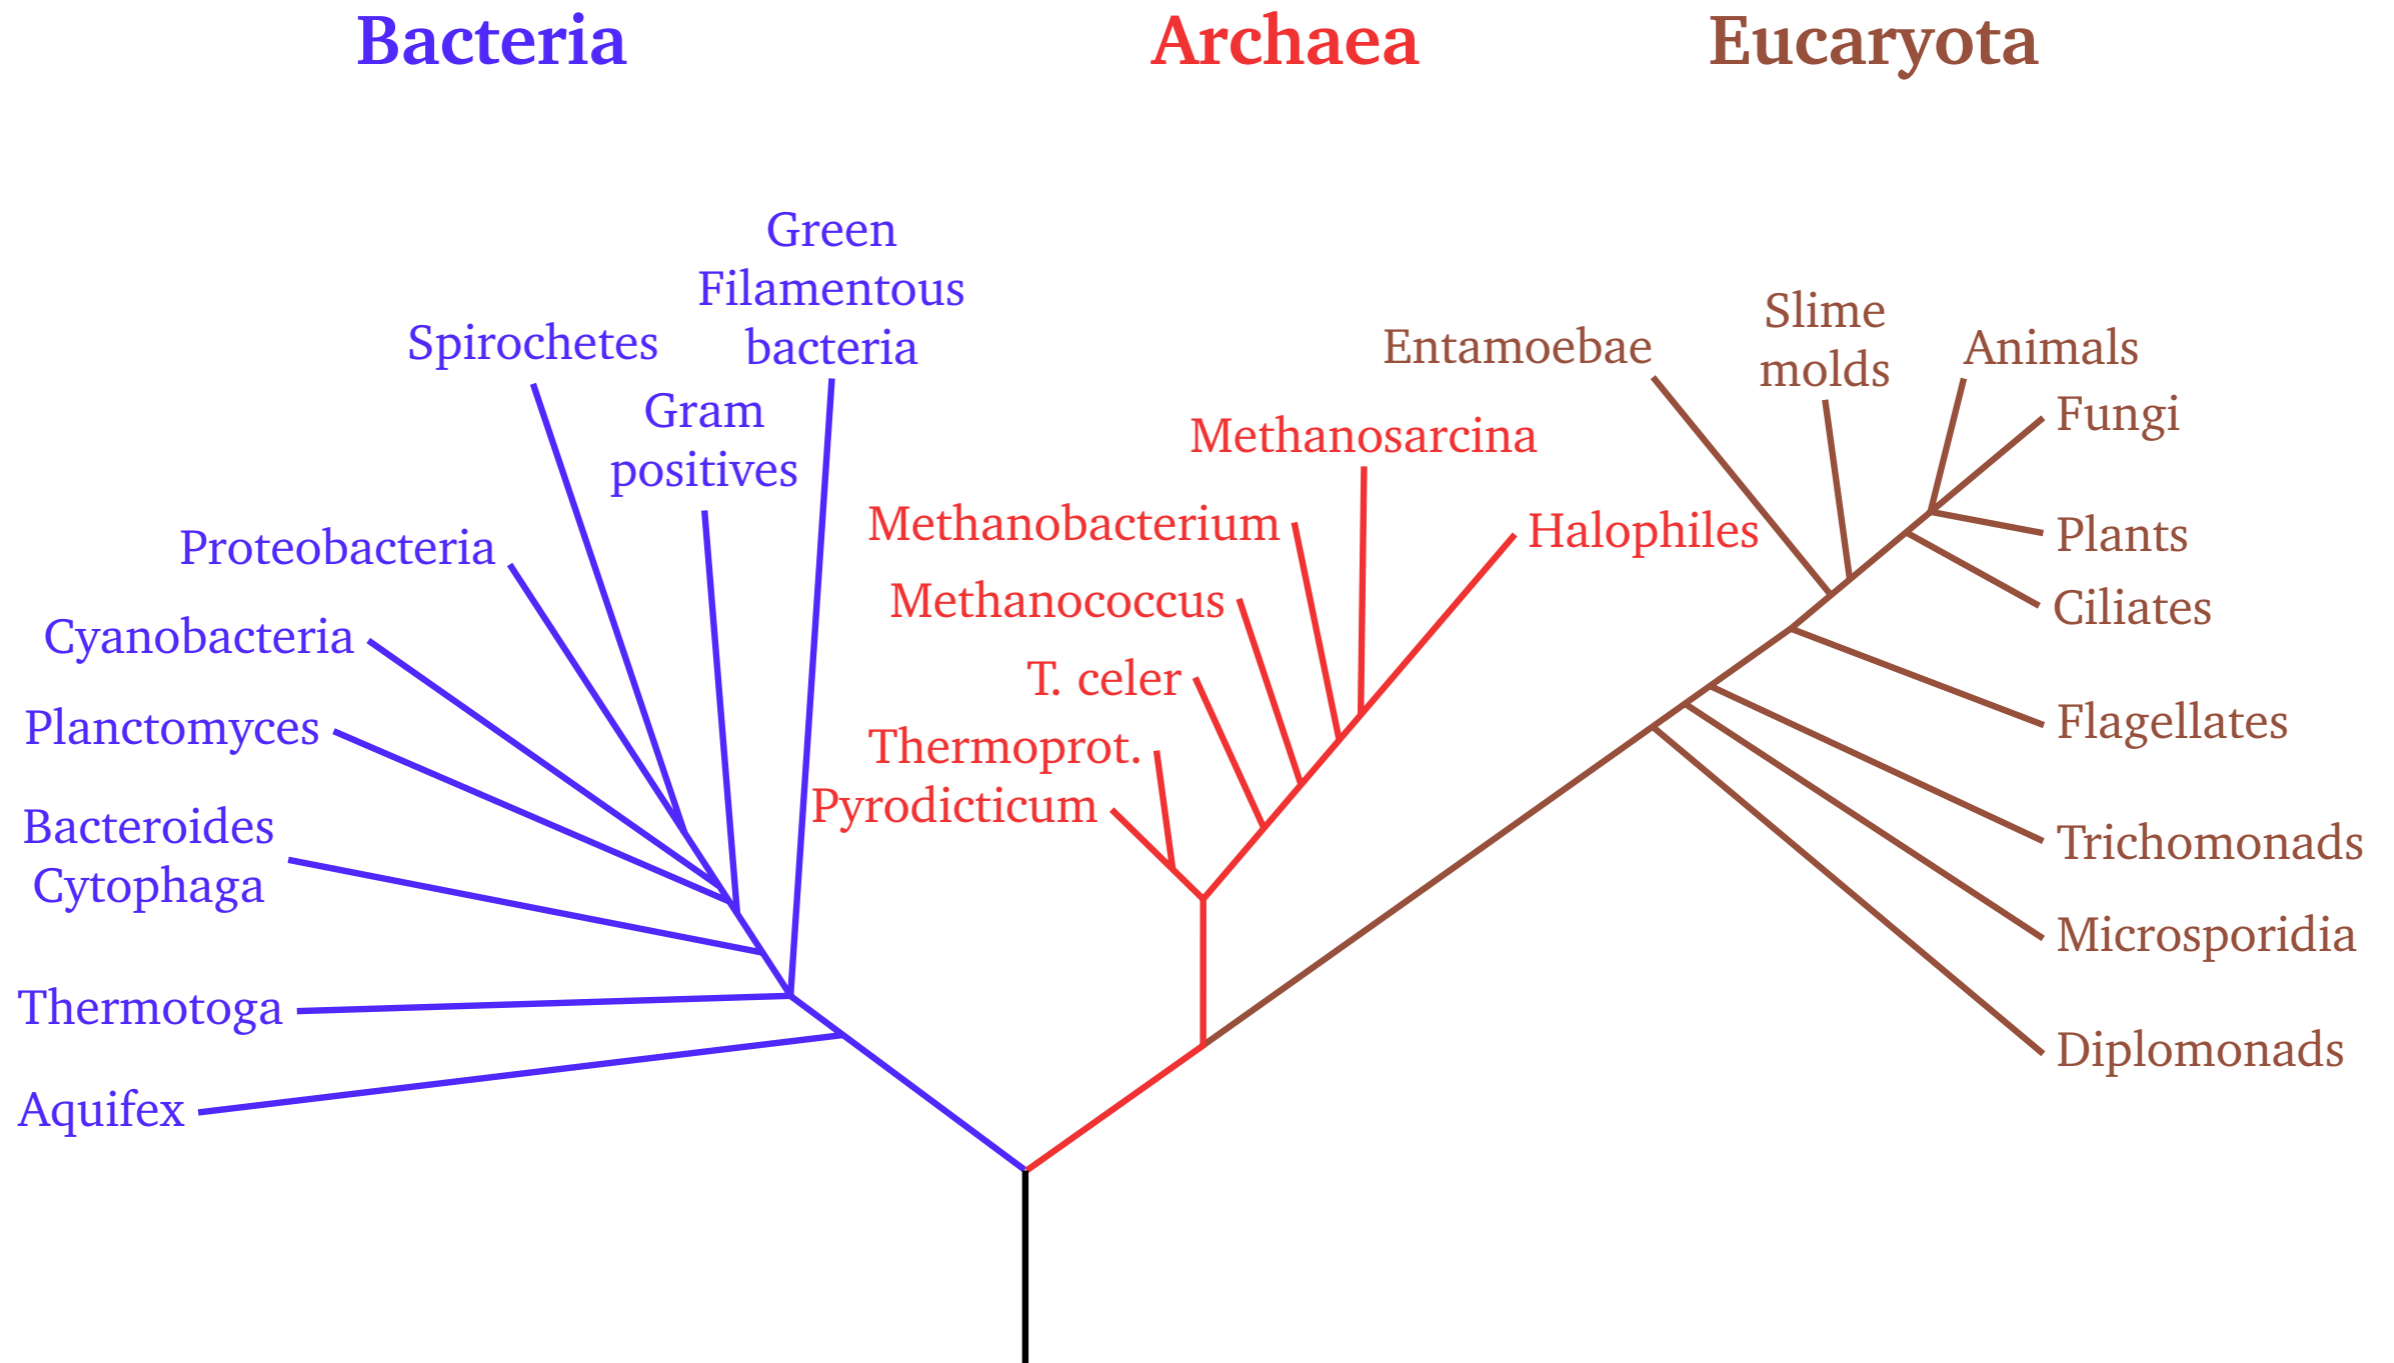 Bacteria
Archaea
Eucaryota
Green
Filamentous
bacteria
Spirochetes
Gram
positives
Proteobacteria
Cyanobacteria
Planctomyces
Bacteroides
Cytophaga
Thermotoga
Aquifex
Methanosarcina
Methanobacterium
Halophiles
Methanococcus
T. celer
Thermoprot.
Pyrodicticum
Entamoebae
Slime
molds
Animals
Fungi
Plants
Ciliates
Flagellates
Trichomonads
Microsporidia
Diplomonads